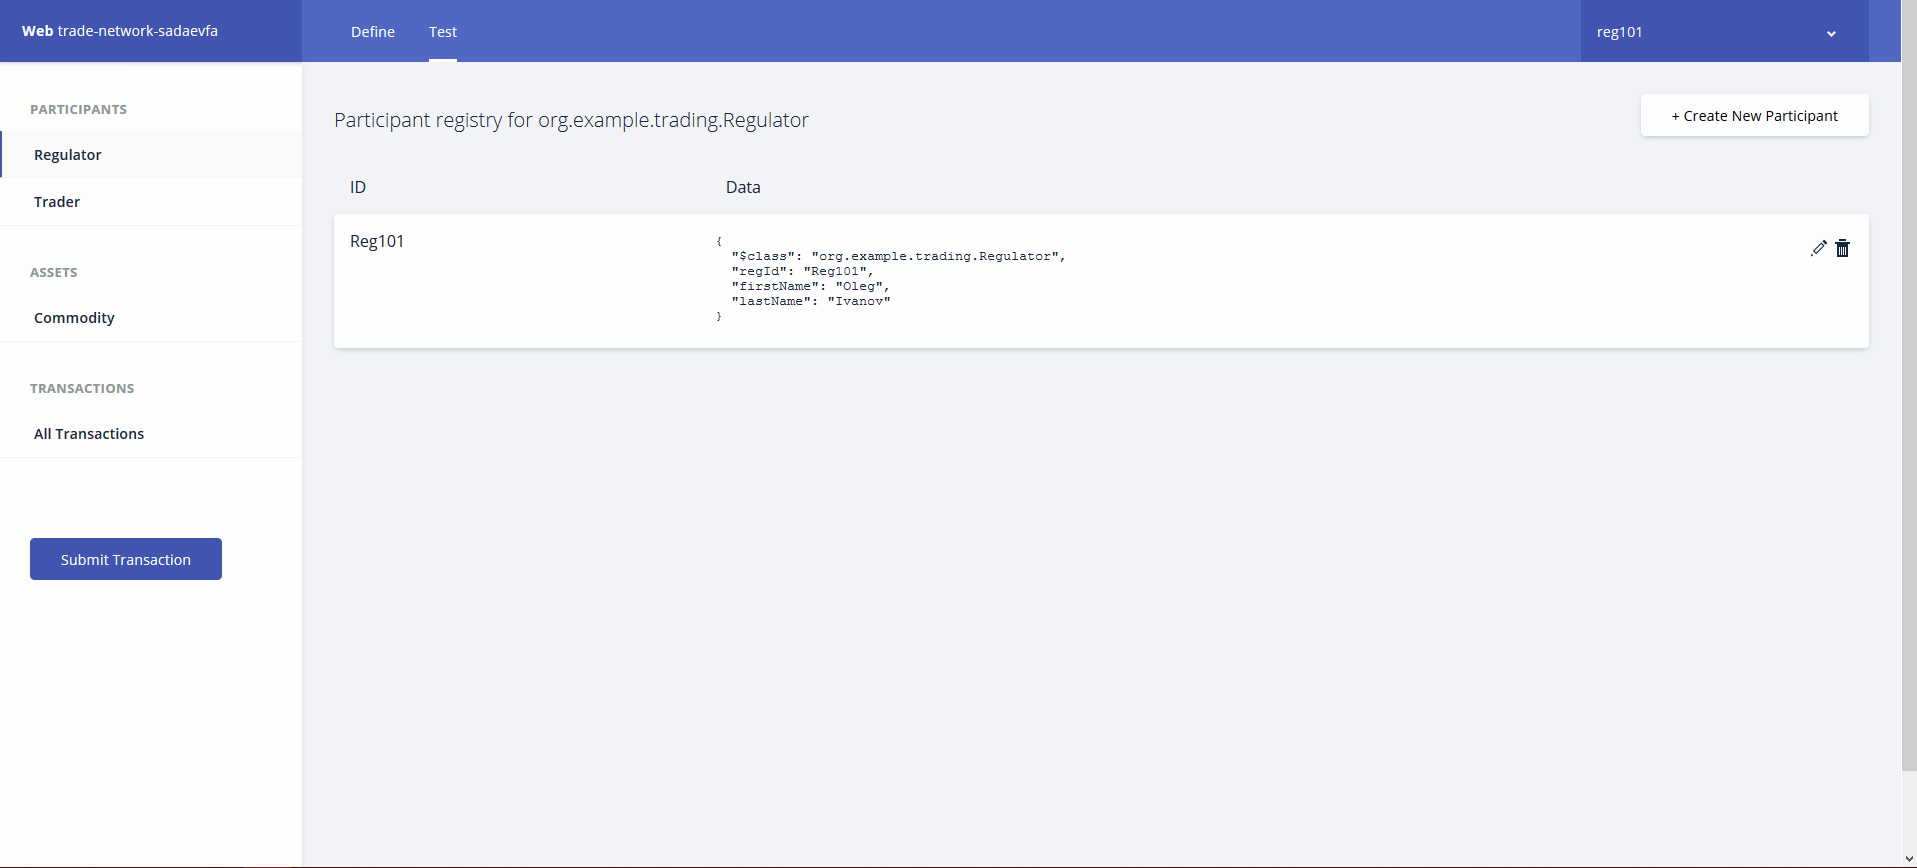 Web trade-network-sadaevfa
Define
Test
reg101
PARTICIPANTS
Regulator
Trader
ASSETS
Commodity
TRANSACTIONS
All Transactions
Submit Transaction
Participant registry for org.example.trading.Regulator
+ Create New Participant
ID
Data
Reg101
{
"$class": "org.example.trading.Regulator",
"regId": "Reg101",
"firstName": "Oleg",
"lastName": "Ivanov"
}